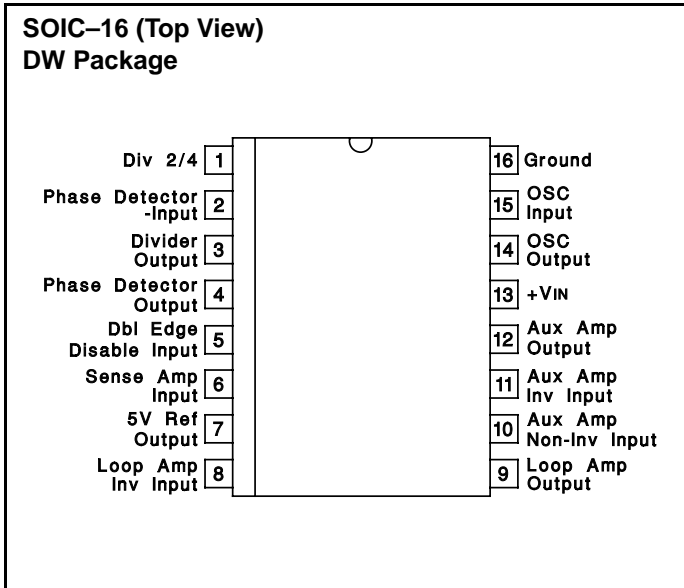 SOIC–16 (Top View)
DW Package
Div 2/4 1
Phase Detector
-Input 2
Divider
Output 3
Phase Detector
Output 4
Dbl Edge
Disable Input 5
Sense Amp
Input 6
5V Ref
Output 7
Loop Amp
Inv Input 8
16 Ground
15 OSC
Input
14 OSC
Output
13 +VIN
12 Aux Amp
Output
11 Aux Amp
Inv Input
10 Aux Amp
Non-Inv Input
9 Loop Amp
Output